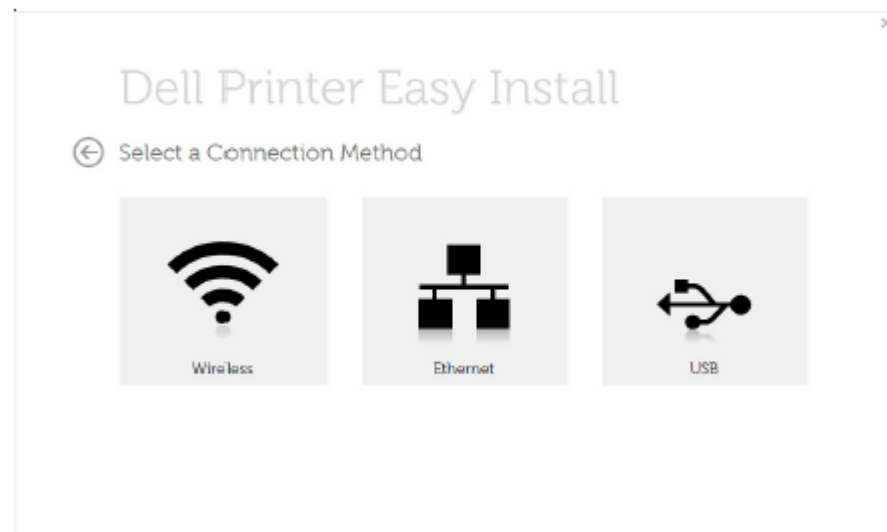 Dell Printer Easy Install
Select a Connection Method
Wireless
Ethernet
USB